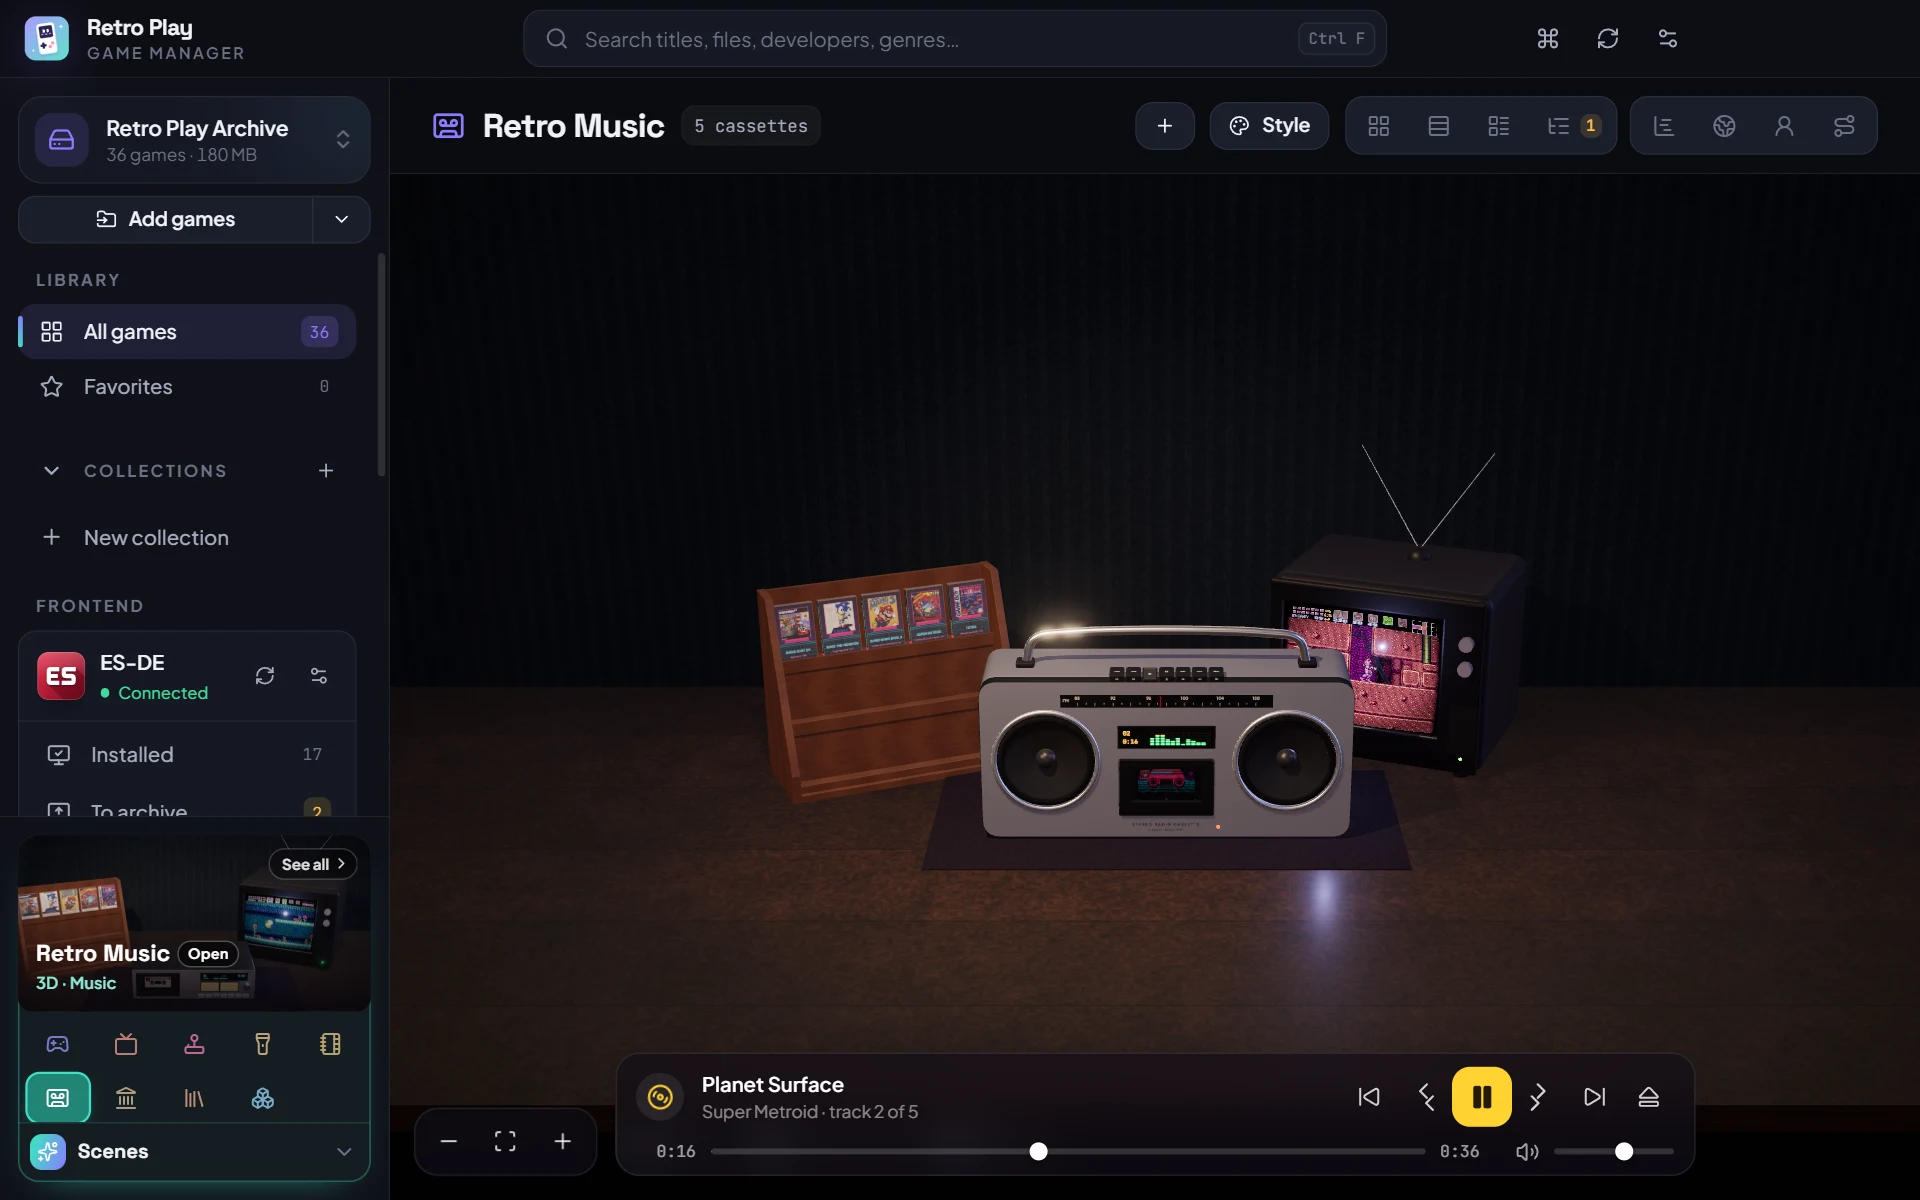 Retro Play
GAME MANAGER
Search titles, files, developers, genres...
Ctrl F
Retro Play Archive
36 games · 180 MB
Add games
LIBRARY
All games
36
Favorites
0
COLLECTIONS
New collection
FRONTEND
ES
ES-DE
Connected
Installed
17
To archive
2
See all
Retro Music
Open
3D · Music
Scenes
Retro Music
5 cassettes
Style
1
02
0:16
Planet Surface
Super Metroid · track 2 of 5
0:16
0:36